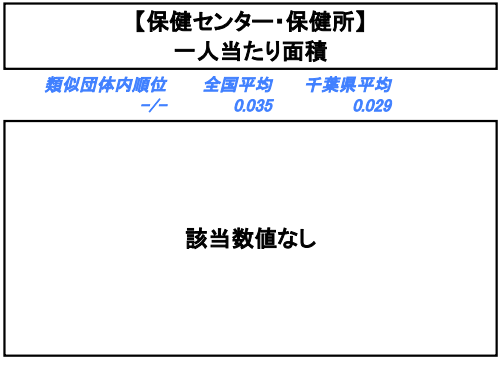 【保健センター・保健所】
一人当たり面積
類似団体内順位 全国平均 千葉県平均
-/- 0.035 0.029
該当数値なし